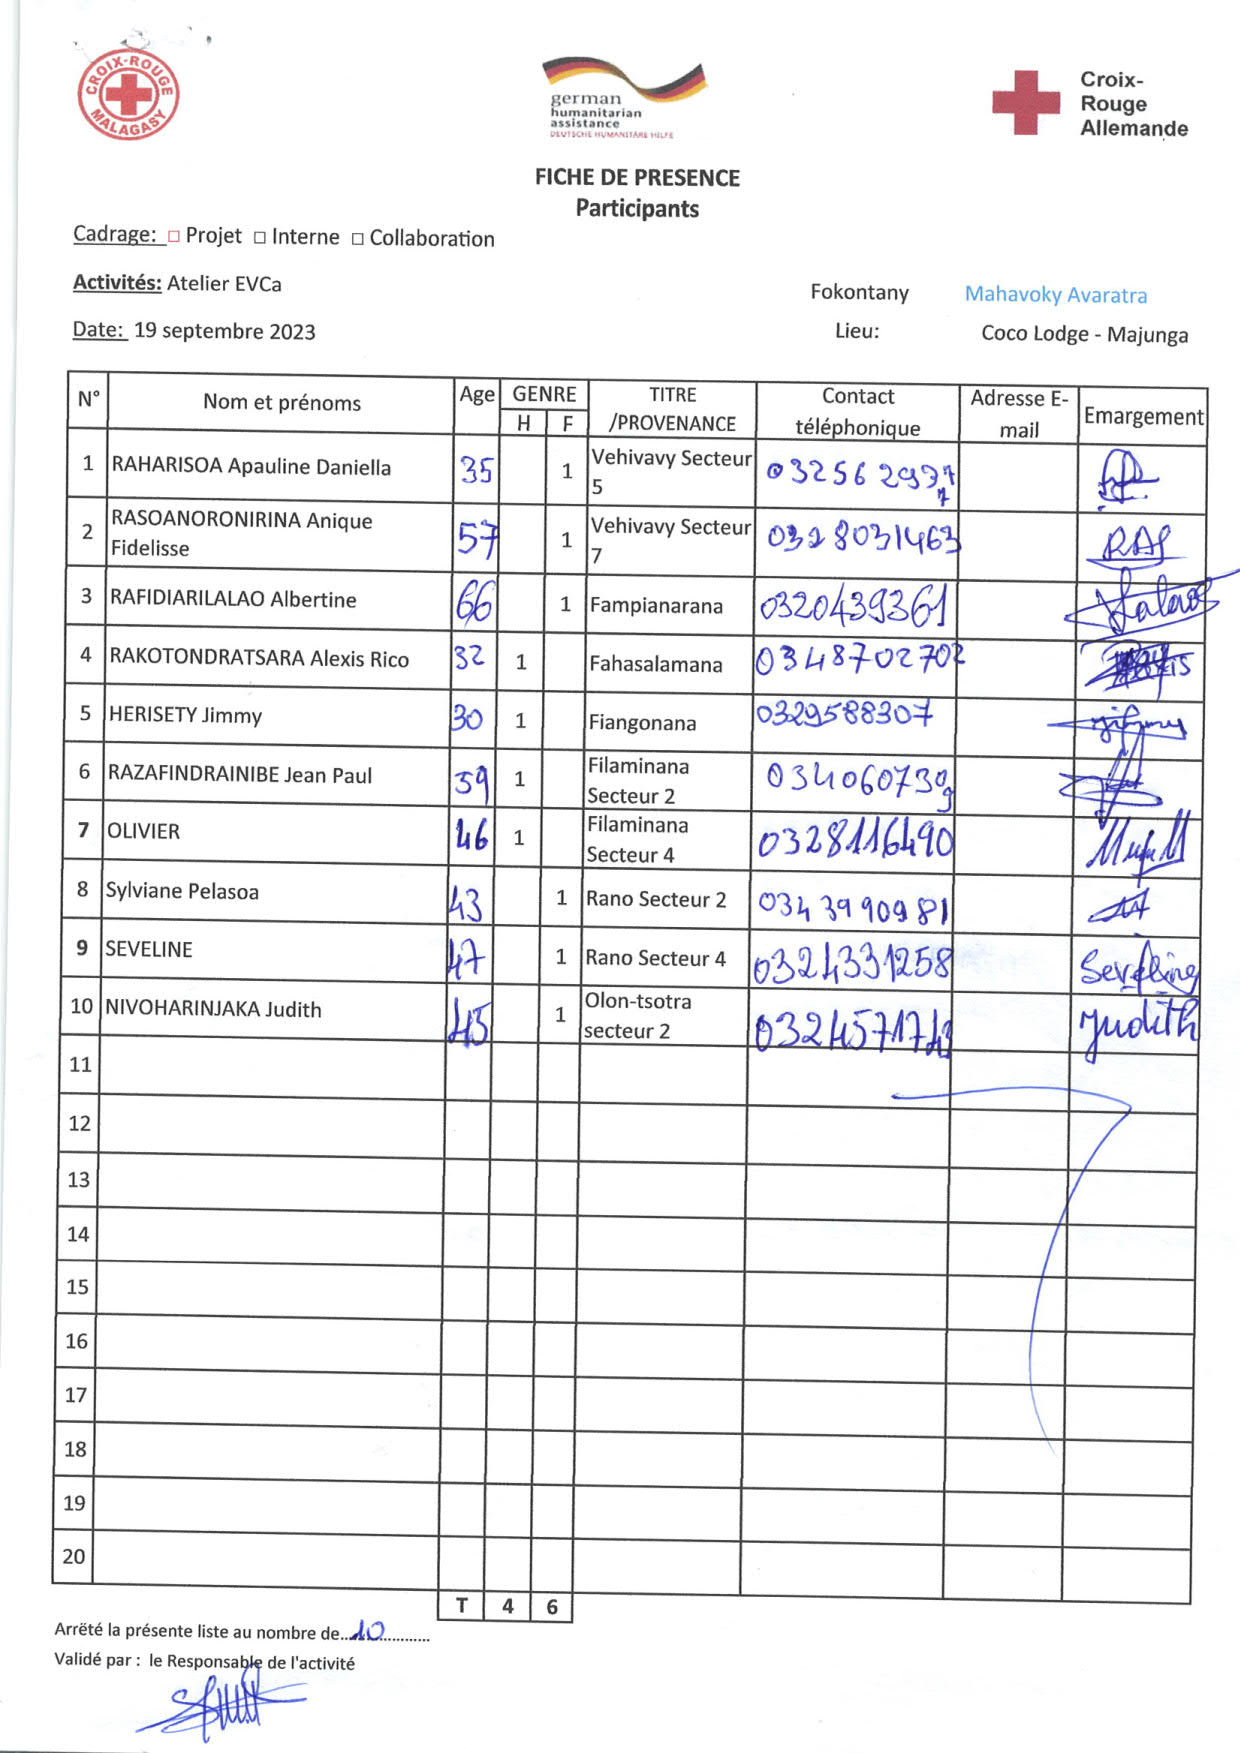 CROIX-ROUGE
MALAGASY
german
humanitarian
assistance
DEUTSCHE HUMANITÄRE HILFE
Croix-
Rouge
Allemande
FICHE DE PRESENCE
Participants
Cadrage: □ Projet □ Interne □ Collaboration
Activités: Atelier EVCa
Fokontany Mahavoky Avaratra
Date: 19 septembre 2023
Lieu: Coco Lodge - Majunga
N° Nom et prénoms Age GENRE TITRE Contact Adresse E- Emargement
H F /PROVENANCE téléphonique mail
1 RAHARISOA Apauline Daniella 35 1 Vehivavy Secteur
5
2 RASOANORONIRINA Anique 57 1 Vehivavy Secteur 0328031463 RAS
Fidelisse 7
3 RAFIDIARILALAO Albertine 66 1 Fampianarana 0320439361
4 RAKOTONDRATSARA Alexis Rico 32 1 Fahasalamana 0348702702
5 HERISETY Jimmy 30 1 Fiangonana 0329588307
6 RAZAFINDRAINIBE Jean Paul 59 1 Filaminana 0340607399
Secteur 2
7 OLIVIER 46 1 Filaminana 0328116490
Secteur 4
8 Sylviane Pelasoa 43 1 Rano Secteur 2 0343990981
9 SEVELINE 47 1 Rano Secteur 4 0324331258 Seveline
10 NIVOHARINJAKA Judith 45 1 Olon-tsotra Judith
secteur 2
11
12
13
14
15
16
17
18
19
20
T 4 6
Arrêté la présente liste au nombre de....10............
Validé par : le Responsable de l'activité